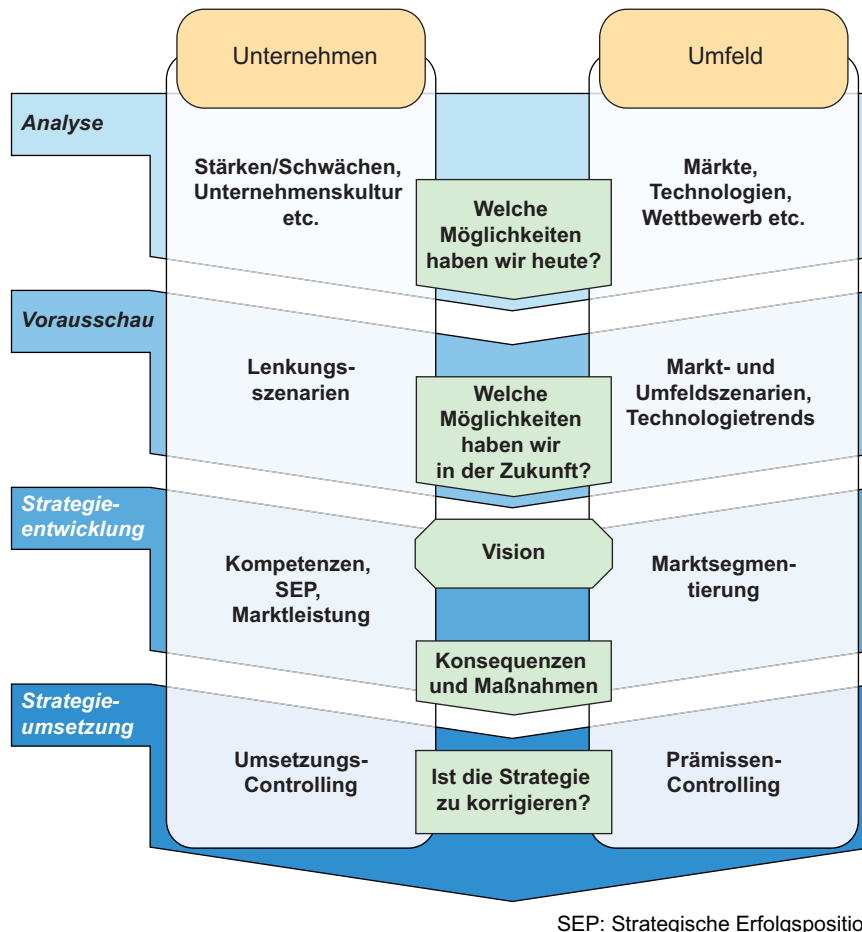 Unternehmen
Umfeld
Analyse
Stärken/Schwächen,
Unternehmenskultur
etc.
Welche
Möglichkeiten
haben wir heute?
Märkte,
Technologien,
Wettbewerb etc.
Vorausschau
Lenkungs-
szenarien
Welche
Möglichkeiten
haben wir
in der Zukunft?
Markt- und
Umfeldszenarien,
Technologietrends
Strategie-
entwicklung
Kompetenzen,
SEP,
Marktleistung
Vision
Marktsegmen-
tierung
Konsequenzen
und Maßnahmen
Strategie-
umsetzung
Umsetzungs-
Controlling
Ist die Strategie
zu korrigieren?
Prämissen-
Controlling
SEP: Strategische Erfolgspositio